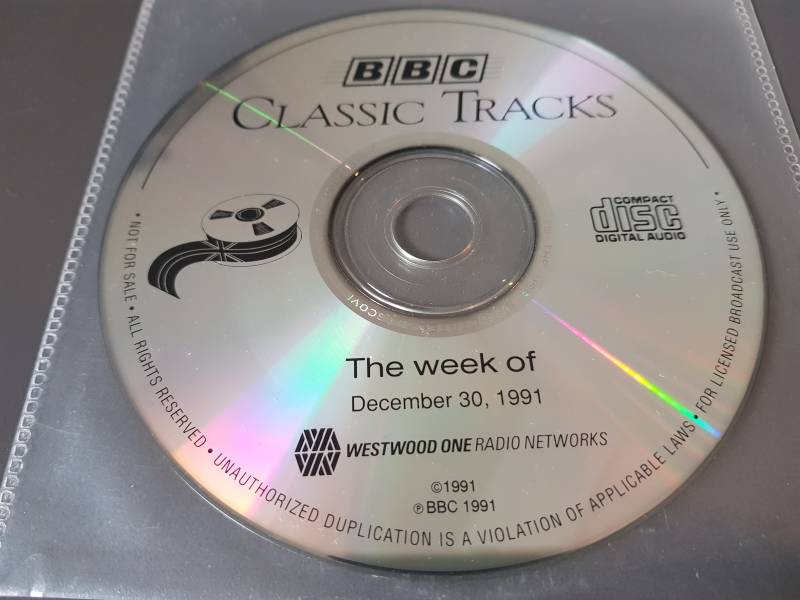 BBC
CLASSIC TRACKS
COMPACT
disc
DIGITAL AUDIO
The week of
December 30, 1991
WESTWOOD ONE RADIO NETWORKS
©1991
℗ BBC 1991
• NOT FOR SALE • ALL RIGHTS RESERVED • UNAUTHORIZED DUPLICATION IS A VIOLATION OF APPLICABLE LAWS • FOR LICENSED BROADCAST USE ONLY •